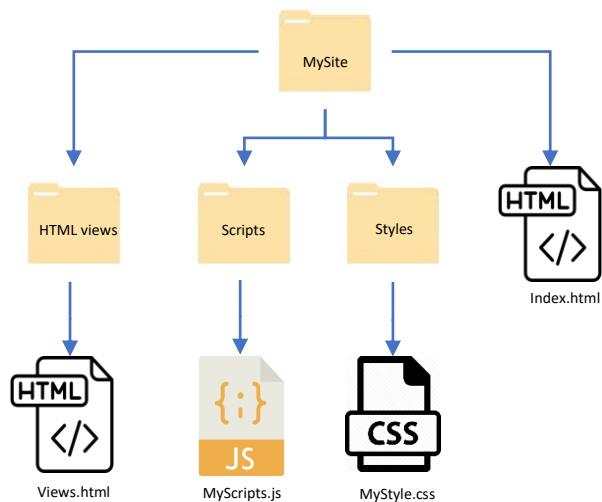 MySite
HTML views
Scripts
Styles
HTML
</>
Index.html
HTML
</>
Views.html
{;}
JS
MyScripts.js
CSS
MyStyle.css